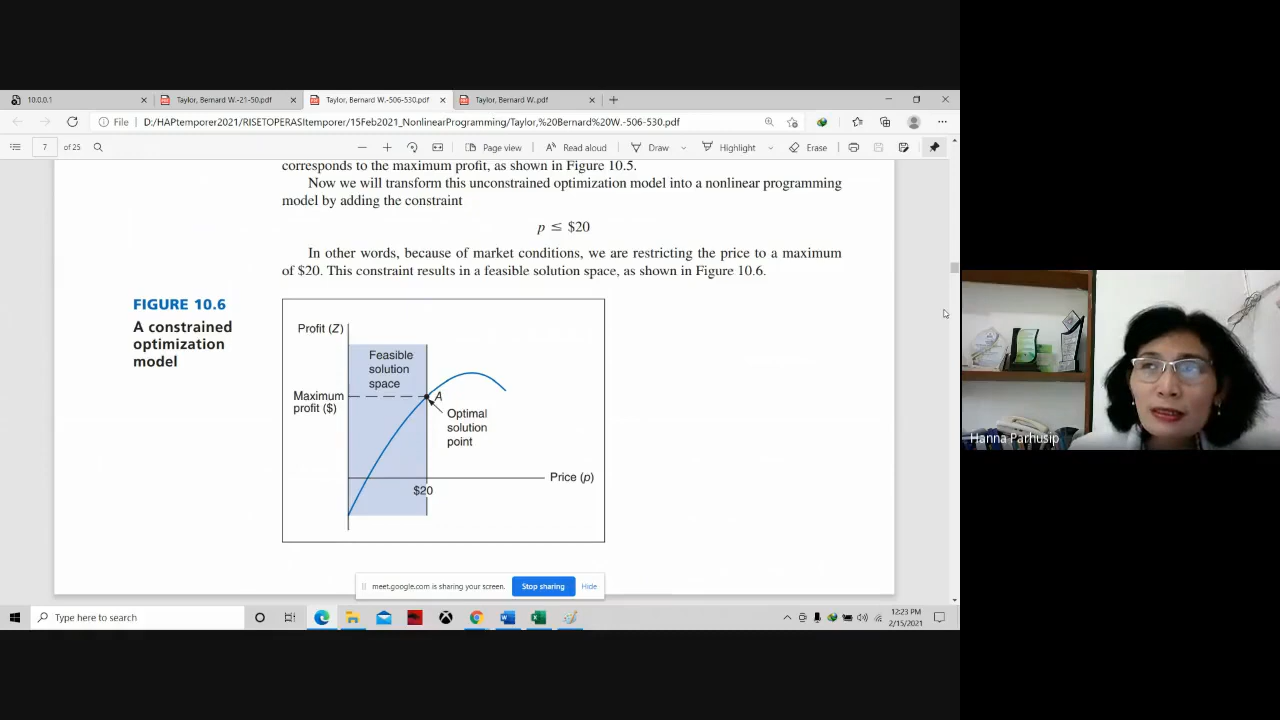 10.0.0.1
Taylor, Bernard W.-21-50.pdf
Taylor, Bernard W.-506-530.pdf
Taylor, Bernard W..pdf
File
D:/HAPtemporer2021/RISETOPERASItemporer/15Feb2021_NonlinearProgramming/Taylor,%20Bernard%20W.-506-530.pdf
7 of 25
Page view
Read aloud
Draw
Highlight
Erase
corresponds to the maximum profit, as shown in Figure 10.5.
Now we will transform this unconstrained optimization model into a nonlinear programming
model by adding the constraint
p ≤ $20
In other words, because of market conditions, we are restricting the price to a maximum
of $20. This constraint results in a feasible solution space, as shown in Figure 10.6.
FIGURE 10.6
A constrained
optimization
model
Profit (Z)
Feasible
solution
space
Maximum
profit ($)
A
Optimal
solution
point
Price (p)
$20
meet.google.com is sharing your screen.
Stop sharing
Hide
Type here to search
12:23 PM
2/15/2021
Hanna Parhusip